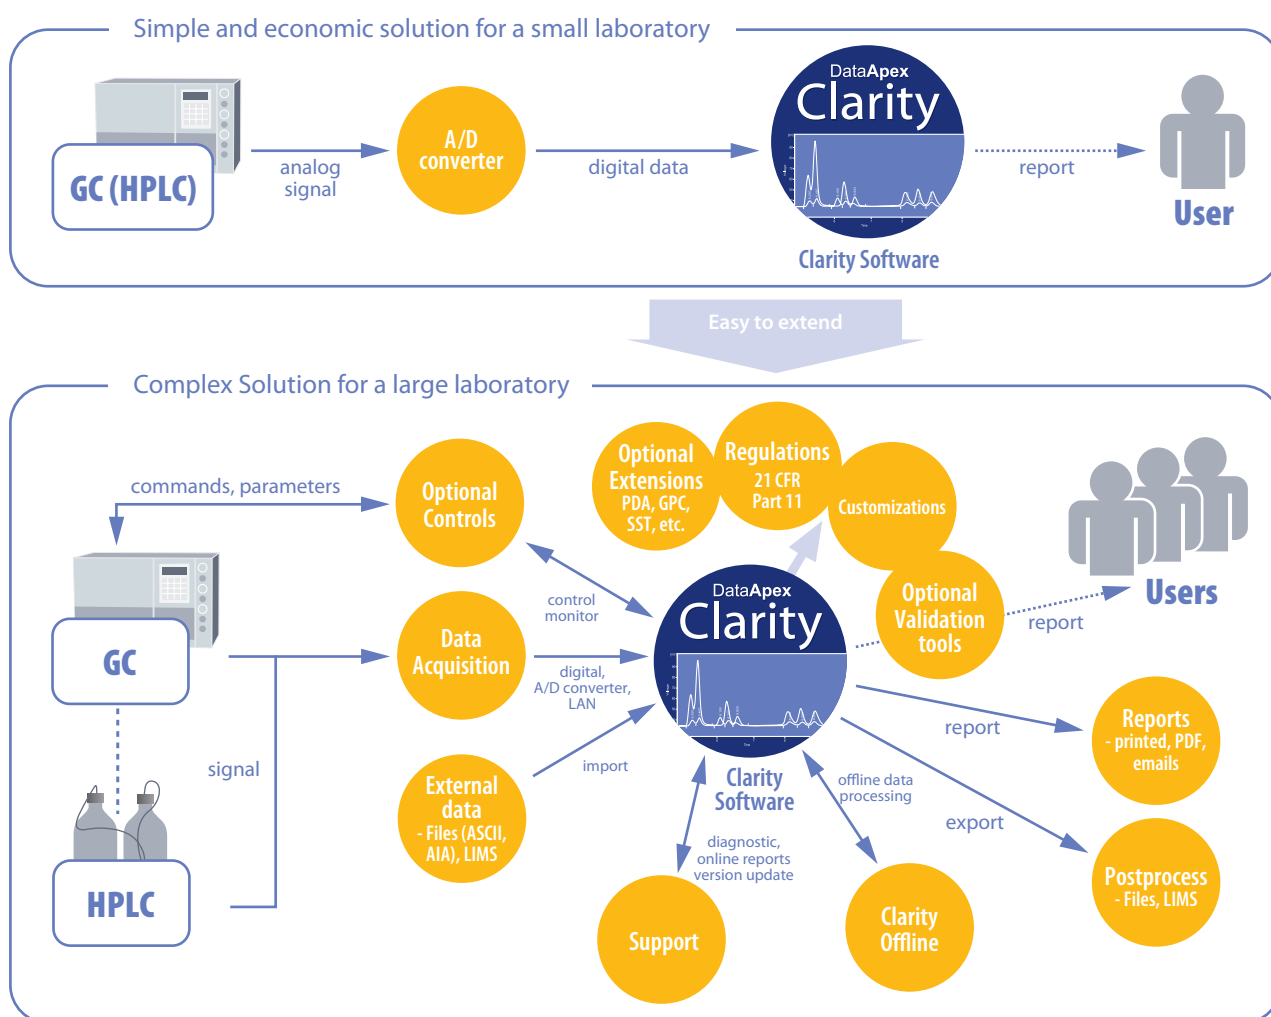 Simple and economic solution for a small laboratory
GC (HPLC)
analog
signal
A/D
converter
digital data
DataApex
Clarity
Clarity Software
report
User
Easy to extend
Complex Solution for a large laboratory
commands, parameters
Optional
Controls
Optional
Extensions
PDA, GPC,
SST, etc.
Regulations
21 CFR
Part 11
Customizations
Optional
Validation
tools
Users
report
control
monitor
GC
Data
Acquisition
digital,
A/D converter,
LAN
DataApex
Clarity
Clarity
Software
signal
External
data
- Files (ASCII,
AIA), LIMS
import
HPLC
diagnostic,
online reports
version update
Support
offline data
processing
Clarity
Offline
report
Reports
- printed, PDF,
emails
export
Postprocess
- Files, LIMS